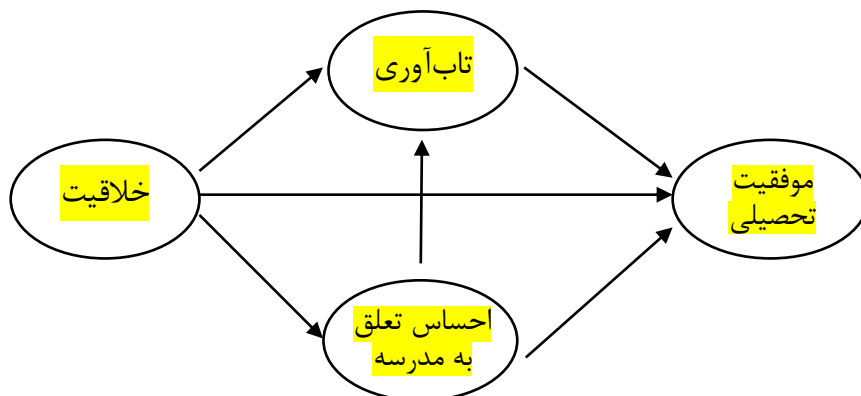 تاب‌آوری
خلاقیت
موفقیت
تحصیلی
احساس تعلق
به مدرسه